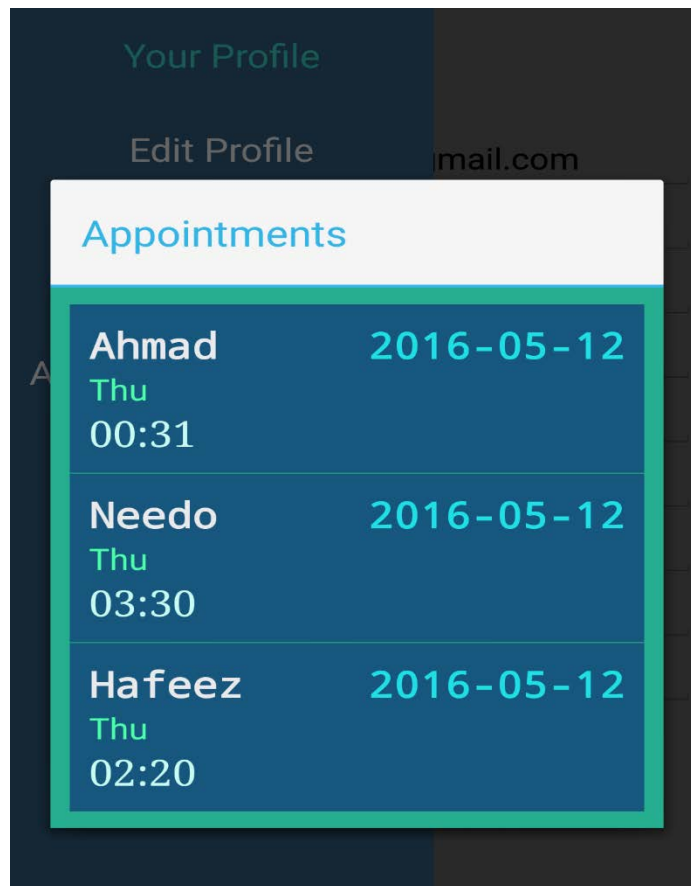 Your Profile
Edit Profile
gmail.com
Appointments
A
Ahmad 2016-05-12
Thu
00:31
Needo 2016-05-12
Thu
03:30
Hafeez 2016-05-12
Thu
02:20